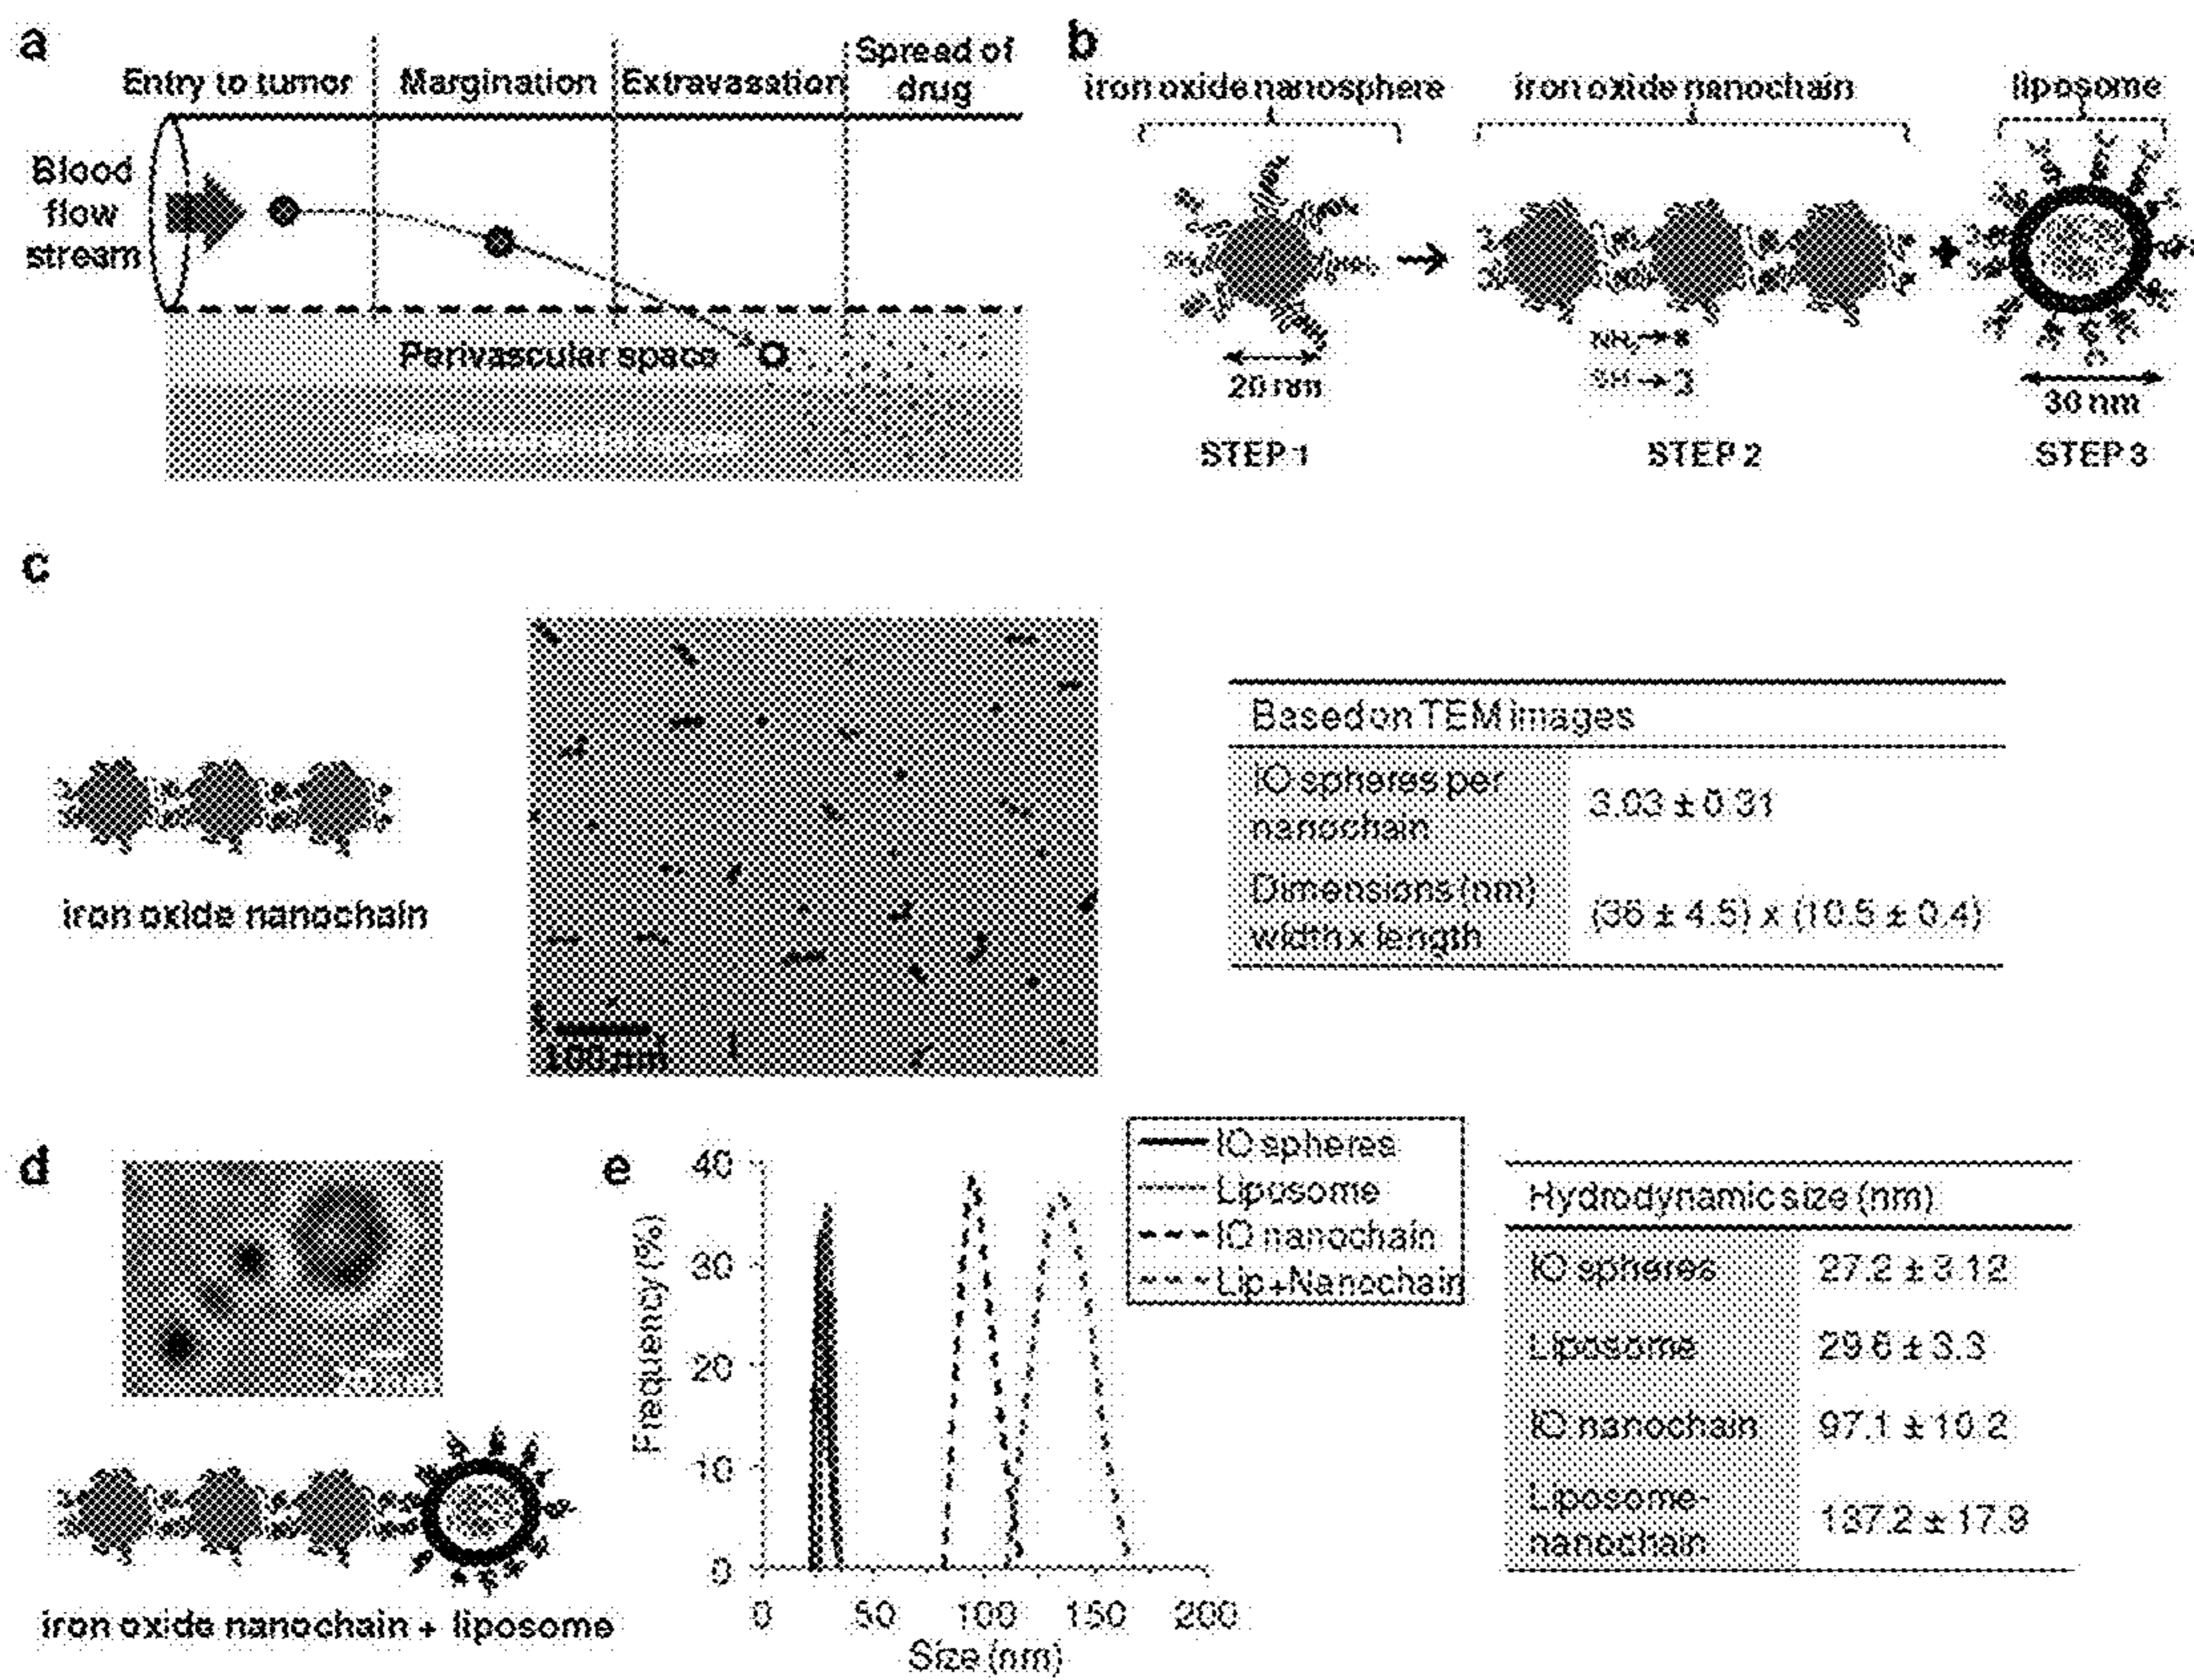 a
Entry to tumor
Margination
Extravasation
Spread of
drug
Blood
flow
stream
Perivascular space
b
iron oxide nanosphere
iron oxide nanochain
liposome
20 nm
NH₂→
SH→
30 nm
STEP 1
STEP 2
STEP 3
c
iron oxide nanochain
100 nm
Based on TEM images
IO spheres per
nanochain
3.03 ± 0.31
Dimensions (nm)
width x length
(36 ± 4.5) x (10.5 ± 0.4)
d
iron oxide nanochain + liposome
e
Frequency (%)
40
30
20
10
0
0
50
100
150
200
Size (nm)
IO spheres
Liposome
IO nanochain
Lip+Nanochain
Hydrodynamic size (nm)
IO spheres
27.2 ± 3.12
Liposome
29.6 ± 3.3
IO nanochain
97.1 ± 10.2
Liposome-
nanochain
137.2 ± 17.9